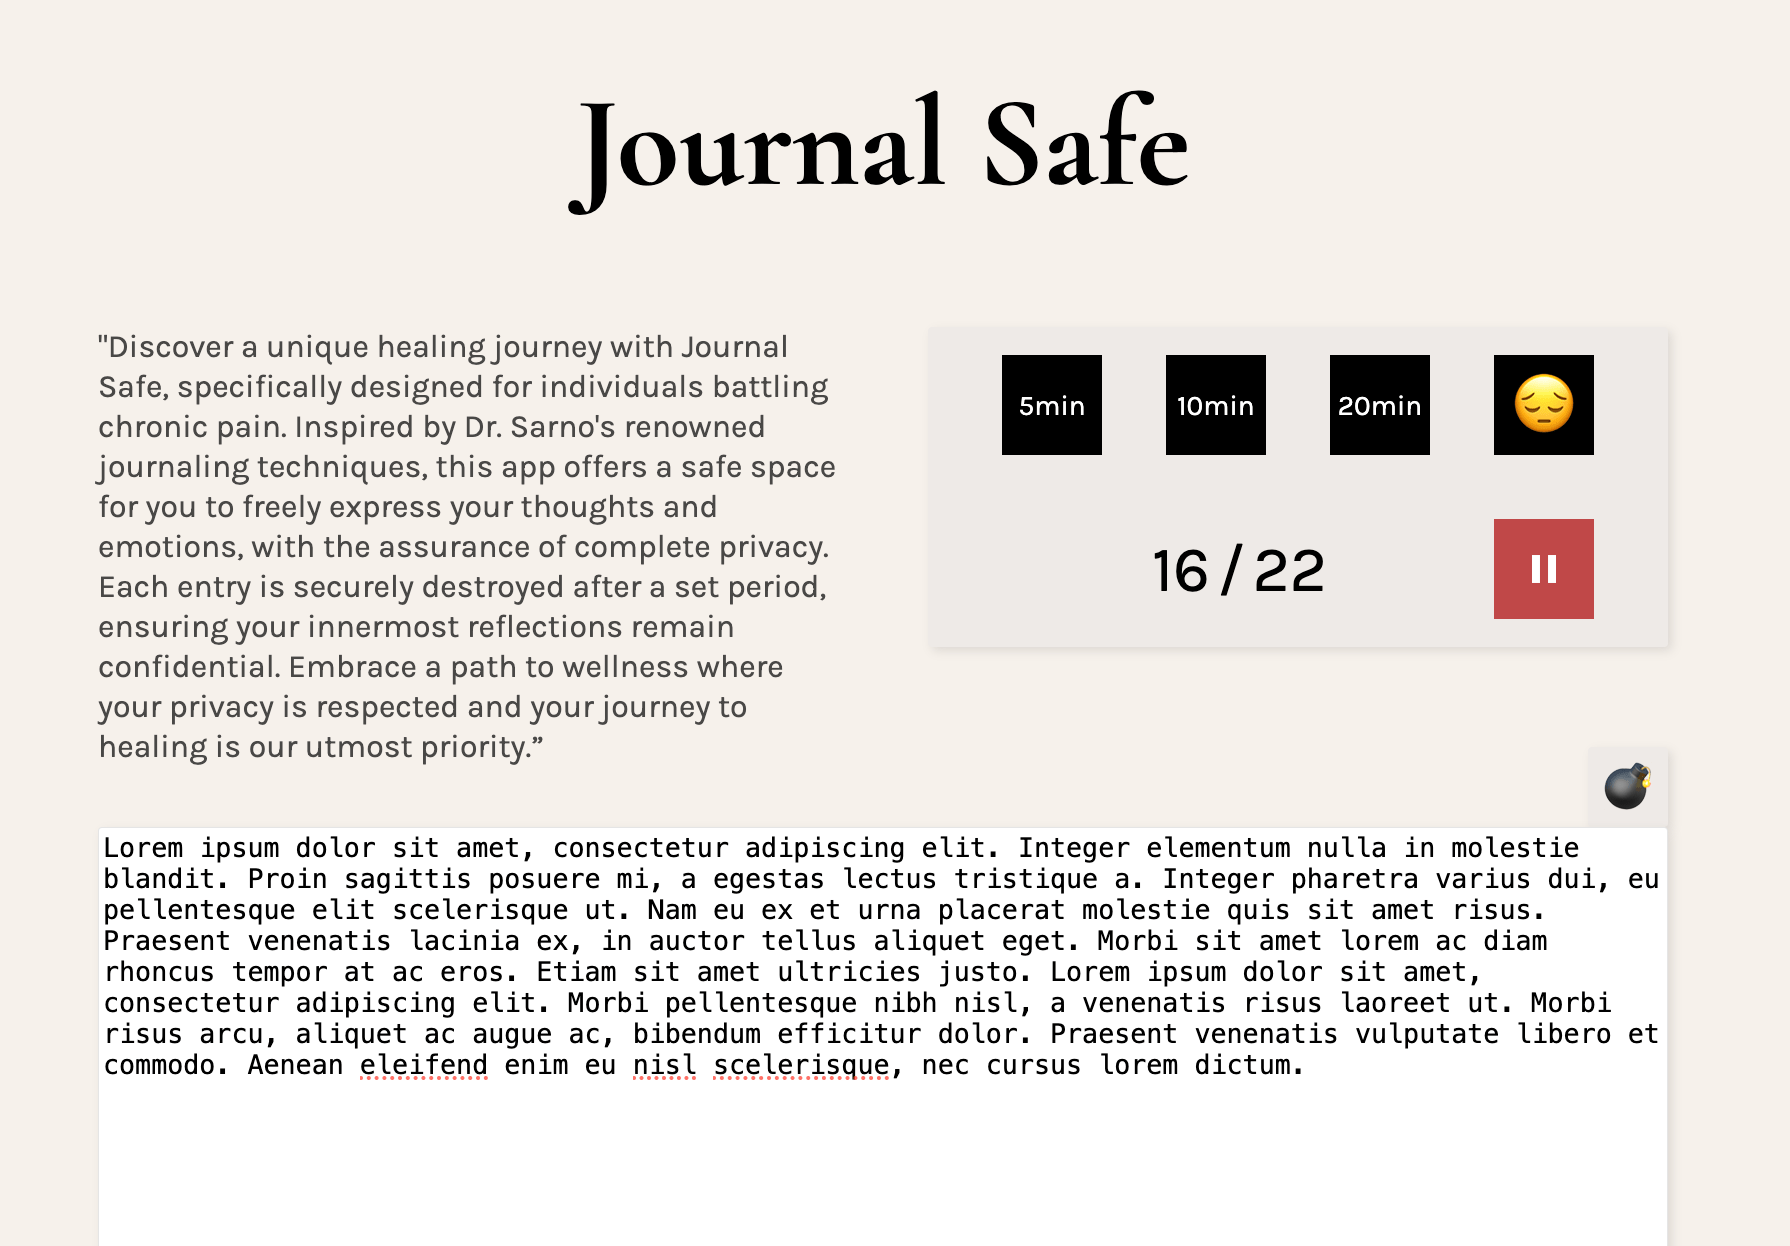 Journal Safe
"Discover a unique healing journey with Journal
Safe, specifically designed for individuals battling
chronic pain. Inspired by Dr. Sarno's renowned
journaling techniques, this app offers a safe space
for you to freely express your thoughts and
emotions, with the assurance of complete privacy.
Each entry is securely destroyed after a set period,
ensuring your innermost reflections remain
confidential. Embrace a path to wellness where
your privacy is respected and your journey to
healing is our utmost priority.”
5min 10min 20min
16 / 22
Lorem ipsum dolor sit amet, consectetur adipiscing elit. Integer elementum nulla in molestie
blandit. Proin sagittis posuere mi, a egestas lectus tristique a. Integer pharetra varius dui, eu
pellentesque elit scelerisque ut. Nam eu ex et urna placerat molestie quis sit amet risus.
Praesent venenatis lacinia ex, in auctor tellus aliquet eget. Morbi sit amet lorem ac diam
rhoncus tempor at ac eros. Etiam sit amet ultricies justo. Lorem ipsum dolor sit amet,
consectetur adipiscing elit. Morbi pellentesque nibh nisl, a venenatis risus laoreet ut. Morbi
risus arcu, aliquet ac augue ac, bibendum efficitur dolor. Praesent venenatis vulputate libero et
commodo. Aenean eleifend enim eu nisl scelerisque, nec cursus lorem dictum.